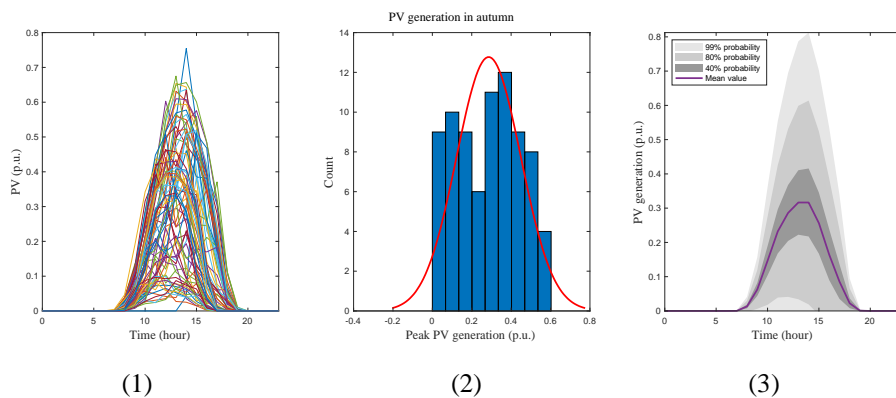 PV generation in autumn
0.8
0.7
0.6
0.5
0.4
0.3
0.2
0.1
0
0 5 10 15 20
PV (p.u.)
Time (hour)
(1)
14
12
10
8
6
4
2
0
-0.4 -0.2 0 0.2 0.4 0.6 0.8
Count
Peak PV generation (p.u.)
(2)
0.8
0.7
0.6
0.5
0.4
0.3
0.2
0.1
0
0 5 10 15 20
PV generation (p.u.)
Time (hour)
99% probability
80% probability
40% probability
Mean value
(3)